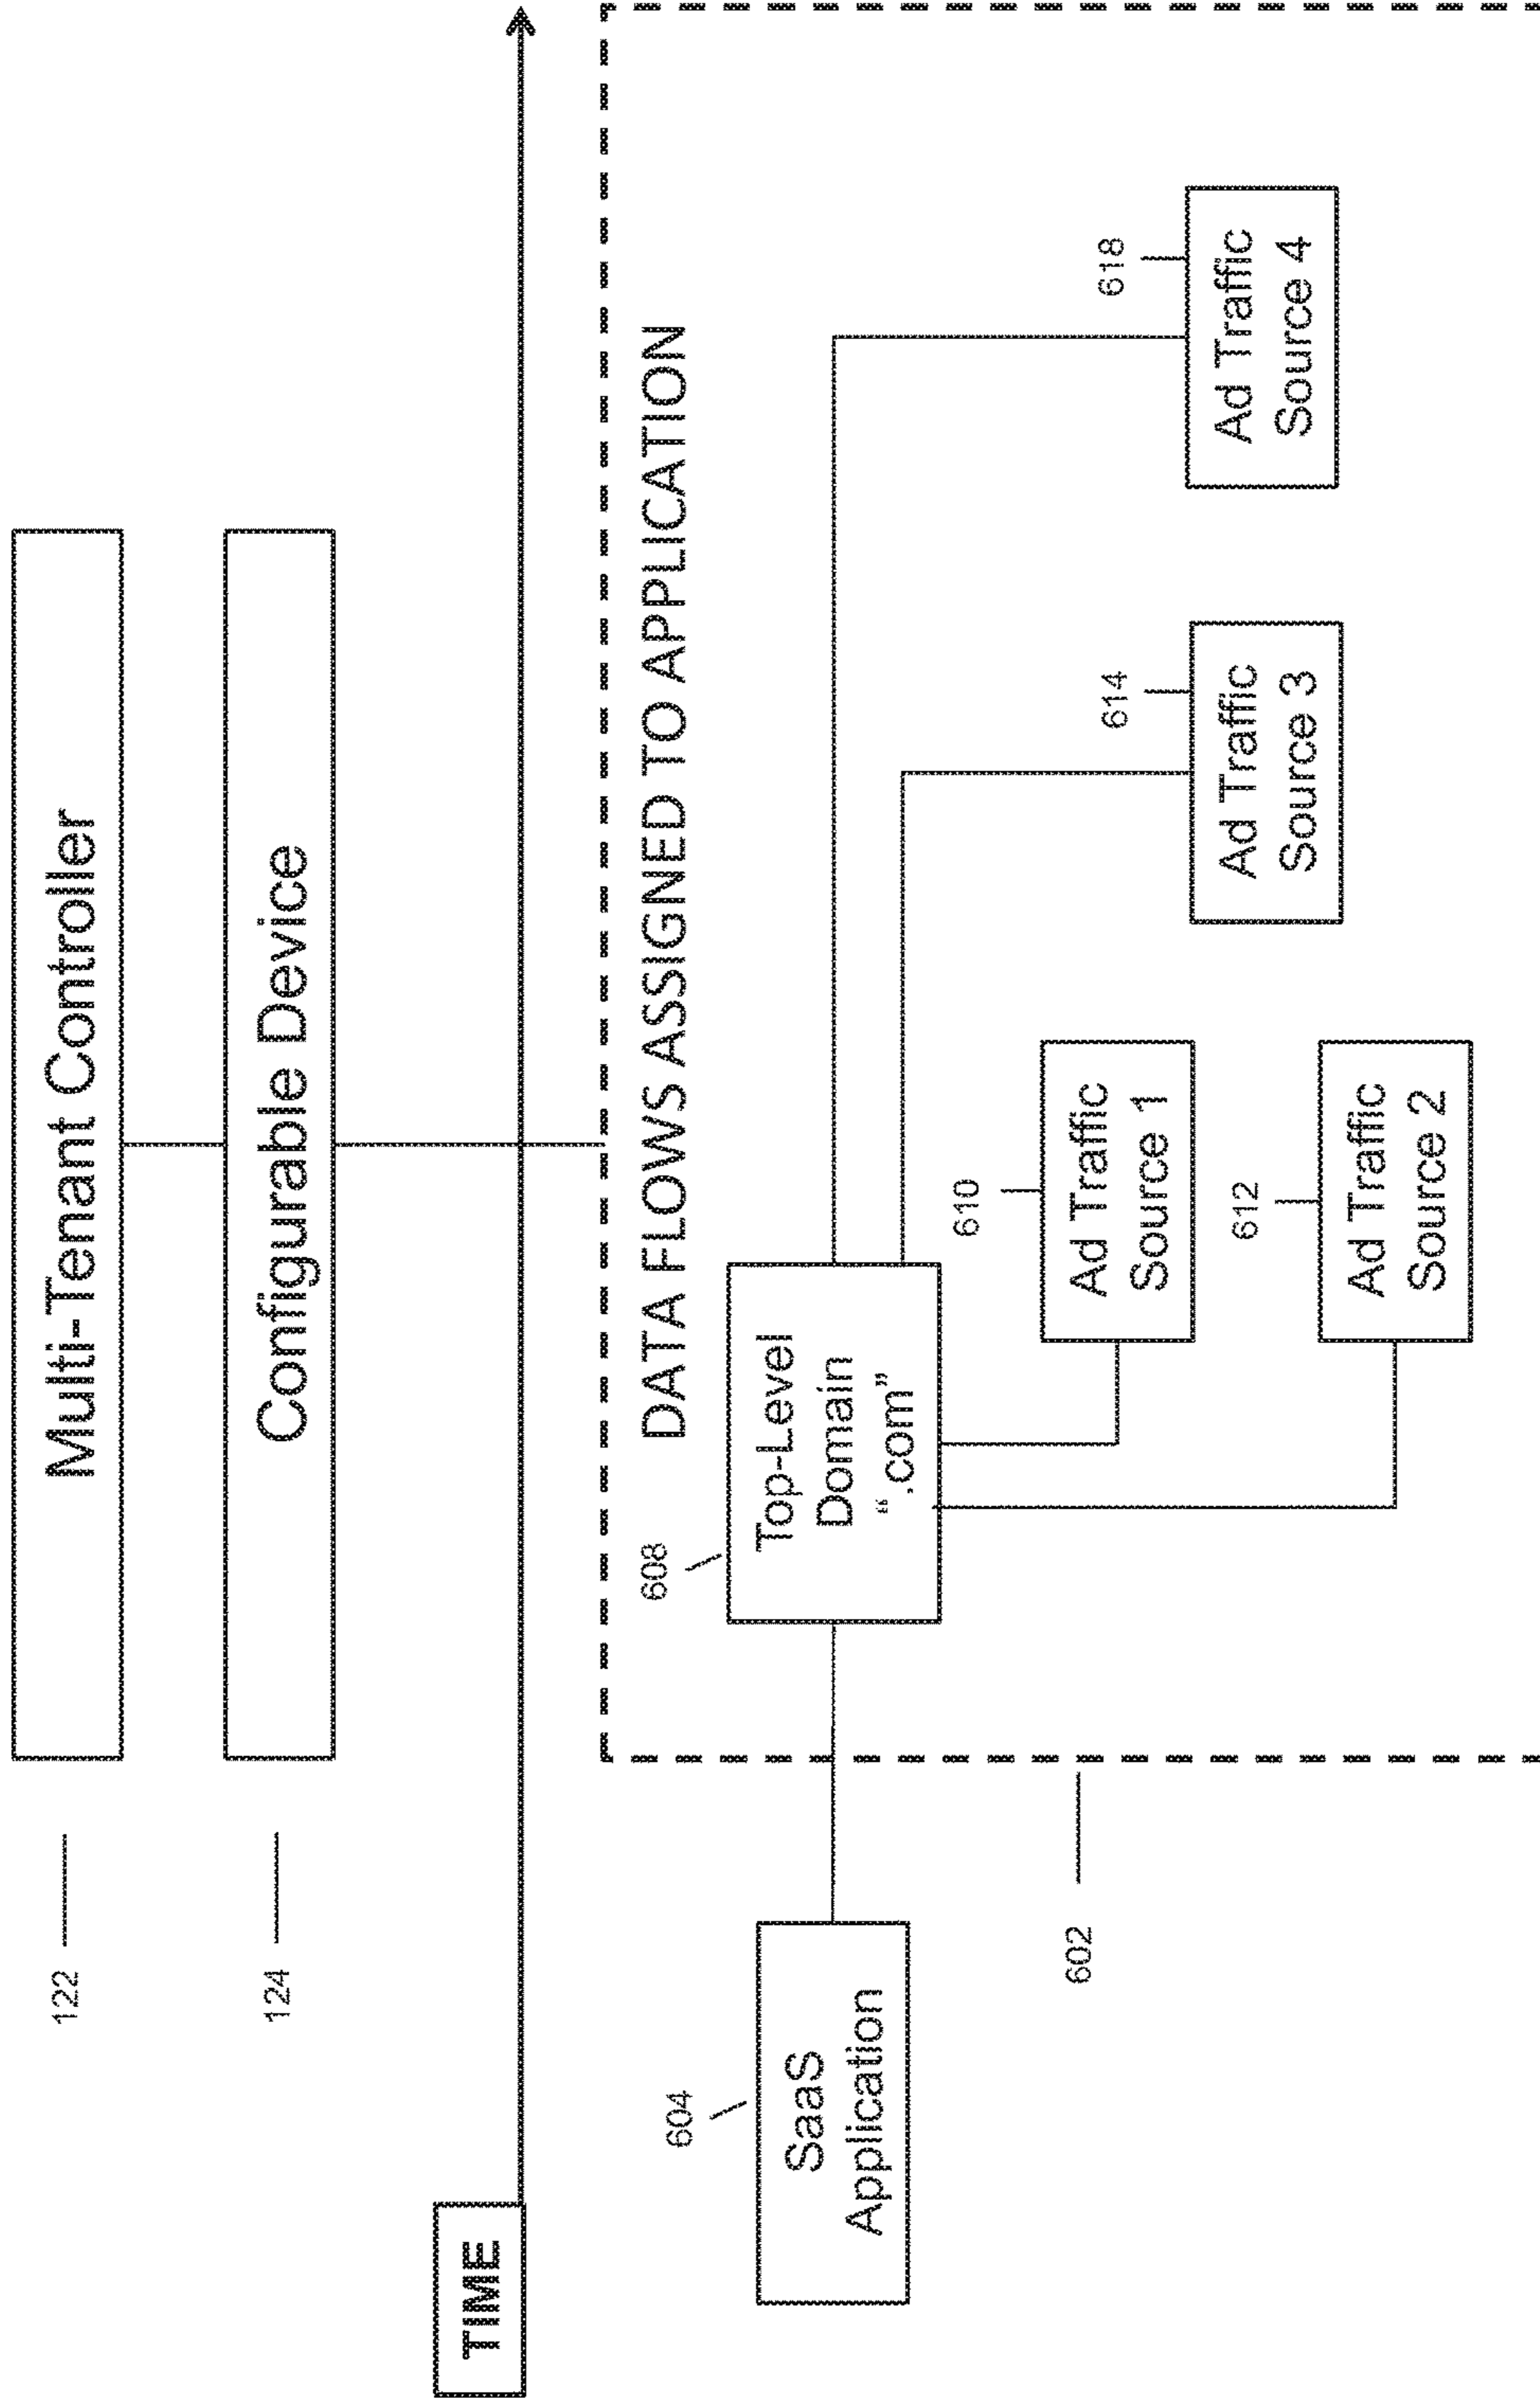 122
Multi-Tenant Controller
124
Configurable Device
TIME
DATA FLOWS ASSIGNED TO APPLICATION
604
SaaS
Application
608
Top-Level
Domain
“.com”
602
610
Ad Traffic
Source 1
612
Ad Traffic
Source 2
614
Ad Traffic
Source 3
618
Ad Traffic
Source 4